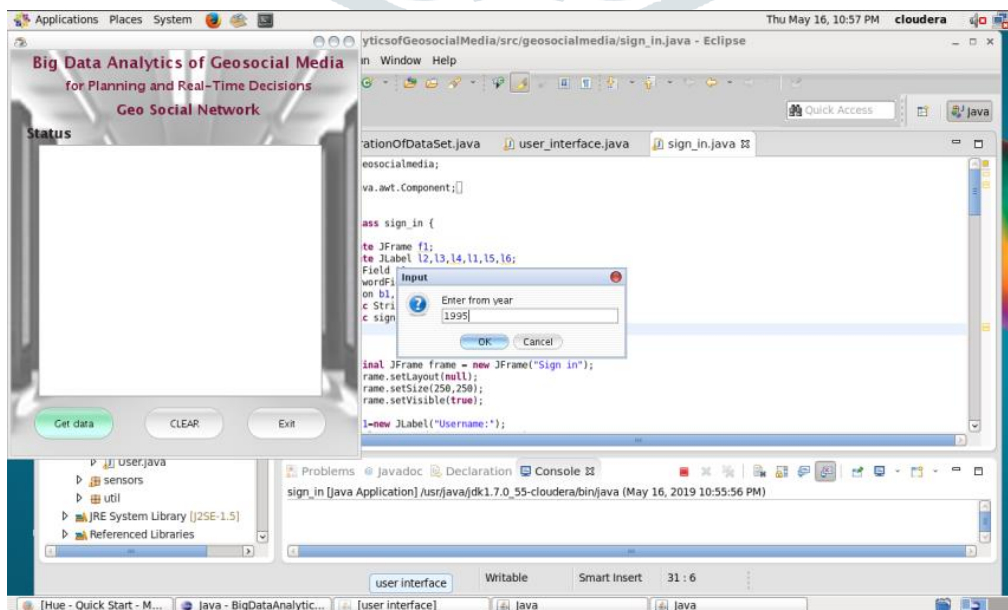 Applications Places System
Thu May 16, 10:57 PM cloudera
yticsofGeosocialMedia/src/geosocialmedia/sign_in.java - Eclipse
Big Data Analytics of Geosocial Media
for Planning and Real-Time Decisions
Geo Social Network
Status
Window Help
Quick Access
Java
rationOfDataSet.java user_interface.java sign_in.java
eosocialmedia;
va.awt.Component;
ass sign_in {
te JFrame f1;
te JLabel l2,l3,l4,l1,l5,l6;
Field
wordFi
on b1,
c Stri
c sign
Input
Enter from year
1995
OK Cancel
inal JFrame frame = new JFrame("Sign in");
rame.setLayout(null);
rame.setSize(250,250);
rame.setVisible(true);
1=new JLabel("Username:");
Get data CLEAR Exit
User.java
sensors
util
JRE System Library [J2SE-1.5]
Referenced Libraries
Problems Javadoc Declaration Console
sign_in [Java Application] /usr/java/jdk1.7.0_55-cloudera/bin/java (May 16, 2019 10:55:56 PM)
user interface Writable Smart Insert 31 : 6
[Hue - Quick Start - M... Java - BigDataAnalytic... [user interface] Java Java